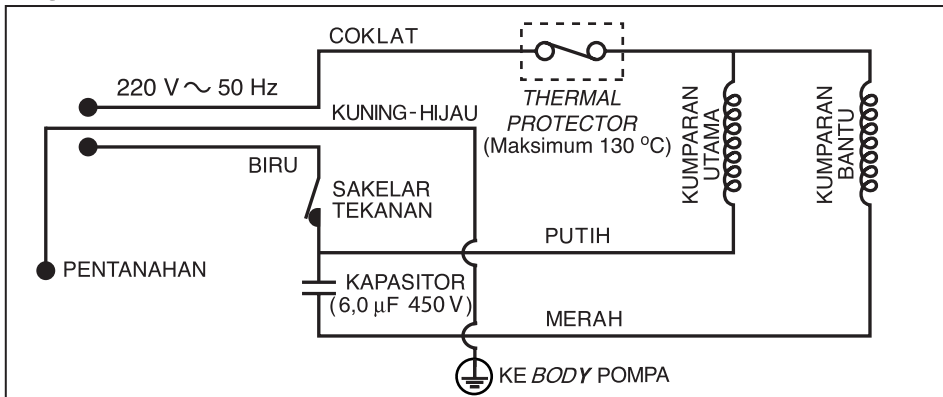 COKLAT
220 V ~ 50 Hz
KUNING-HIJAU
THERMAL
PROTECTOR
(Maksimum 130 °C)
KUMPARAN
UTAMA
KUMPARAN
BANTU
BIRU
SAKELAR
TEKANAN
PUTIH
PENTANAHAN
KAPASITOR
(6,0 µF 450 V)
MERAH
KE BODY POMPA